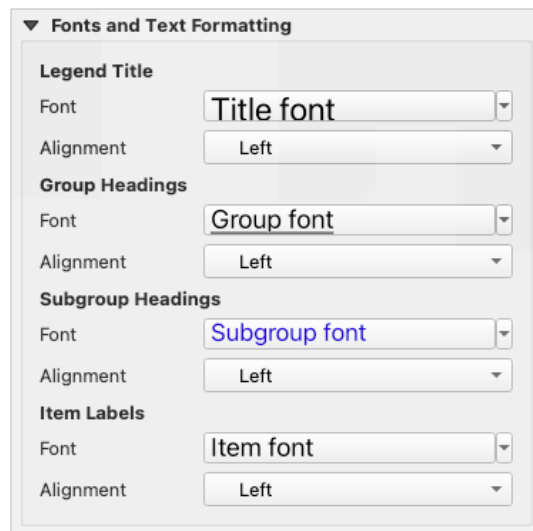 Fonts and Text Formatting
Legend Title
Font Title font
Alignment Left
Group Headings
Font Group font
Alignment Left
Subgroup Headings
Font Subgroup font
Alignment Left
Item Labels
Font Item font
Alignment Left